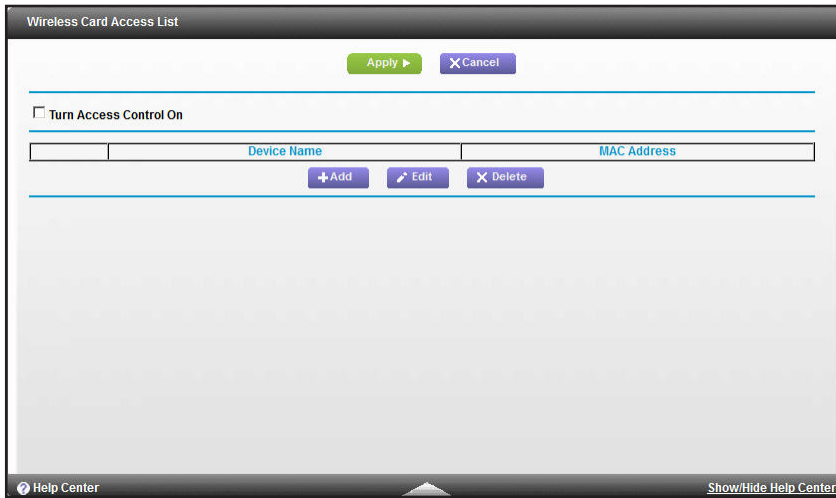 Wireless Card Access List
Apply Cancel
Turn Access Control On
Device Name MAC Address
Add Edit Delete
Help Center Show/Hide Help Center